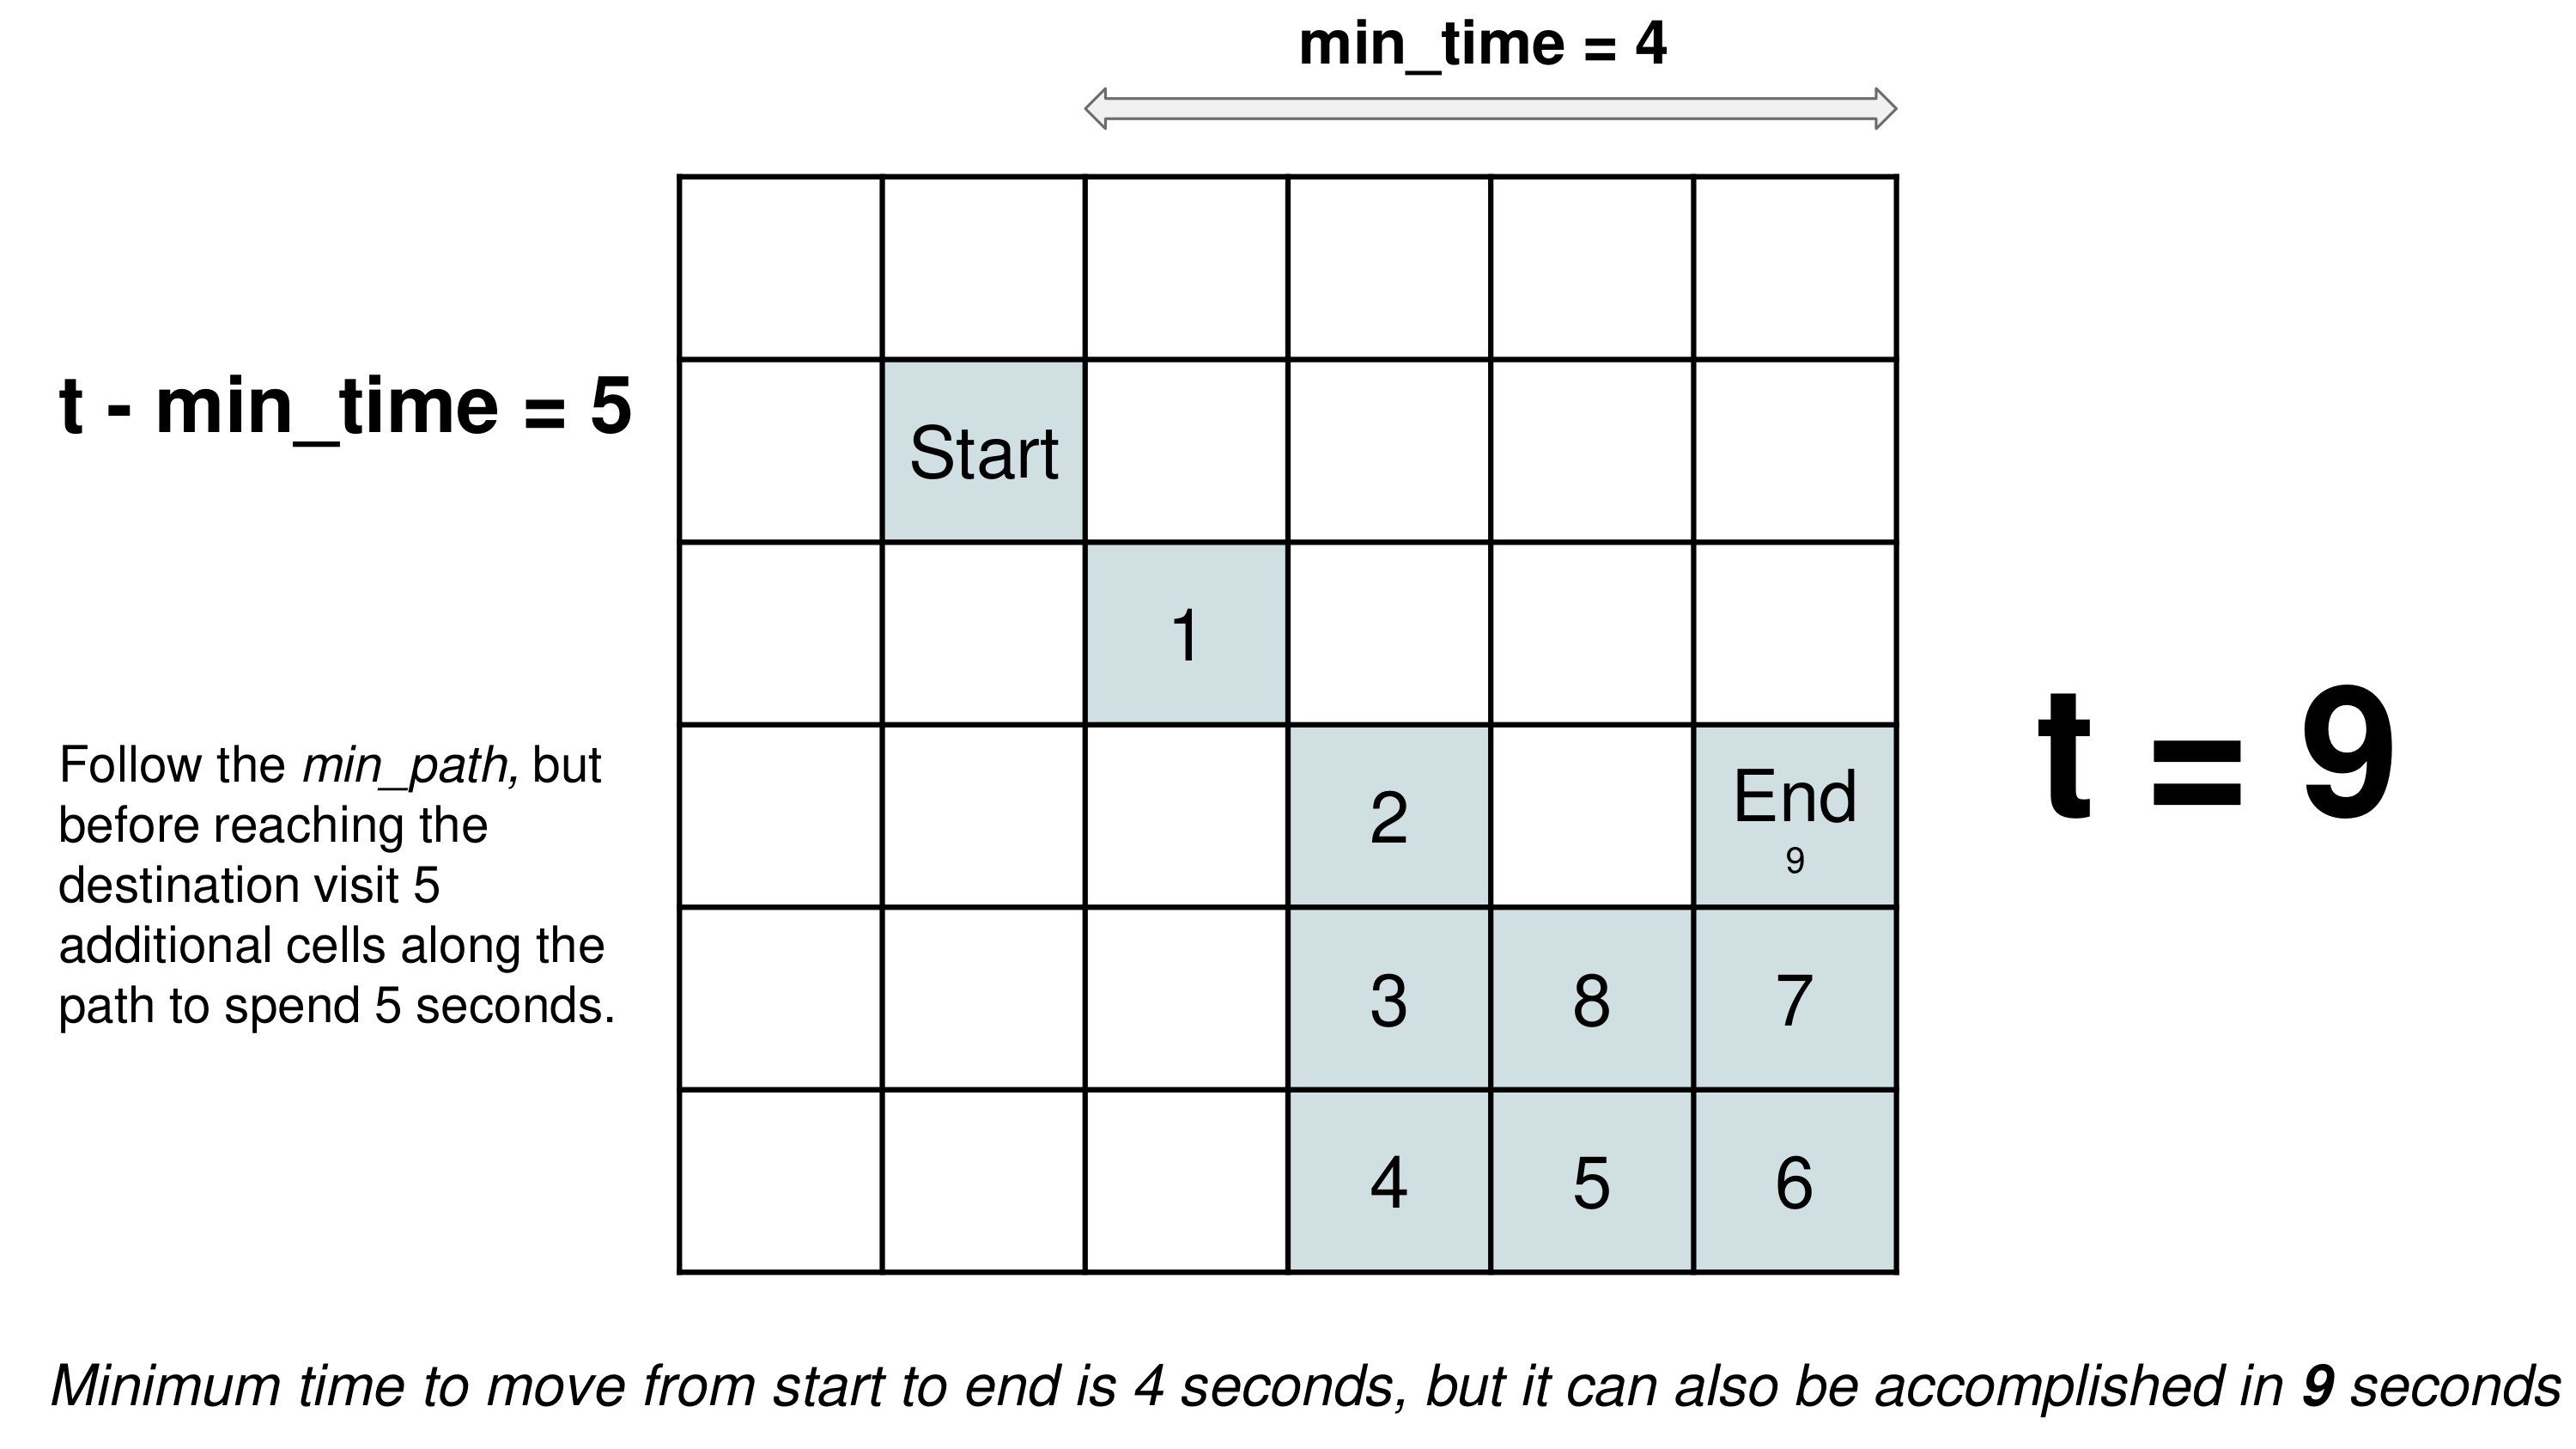 min_time = 4
t - min_time = 5
Start
1
Follow the min_path, but
before reaching the
destination visit 5
additional cells along the
path to spend 5 seconds.
2
End
9
t = 9
3 8 7
4 5 6
Minimum time to move from start to end is 4 seconds, but it can also be accomplished in 9 seconds